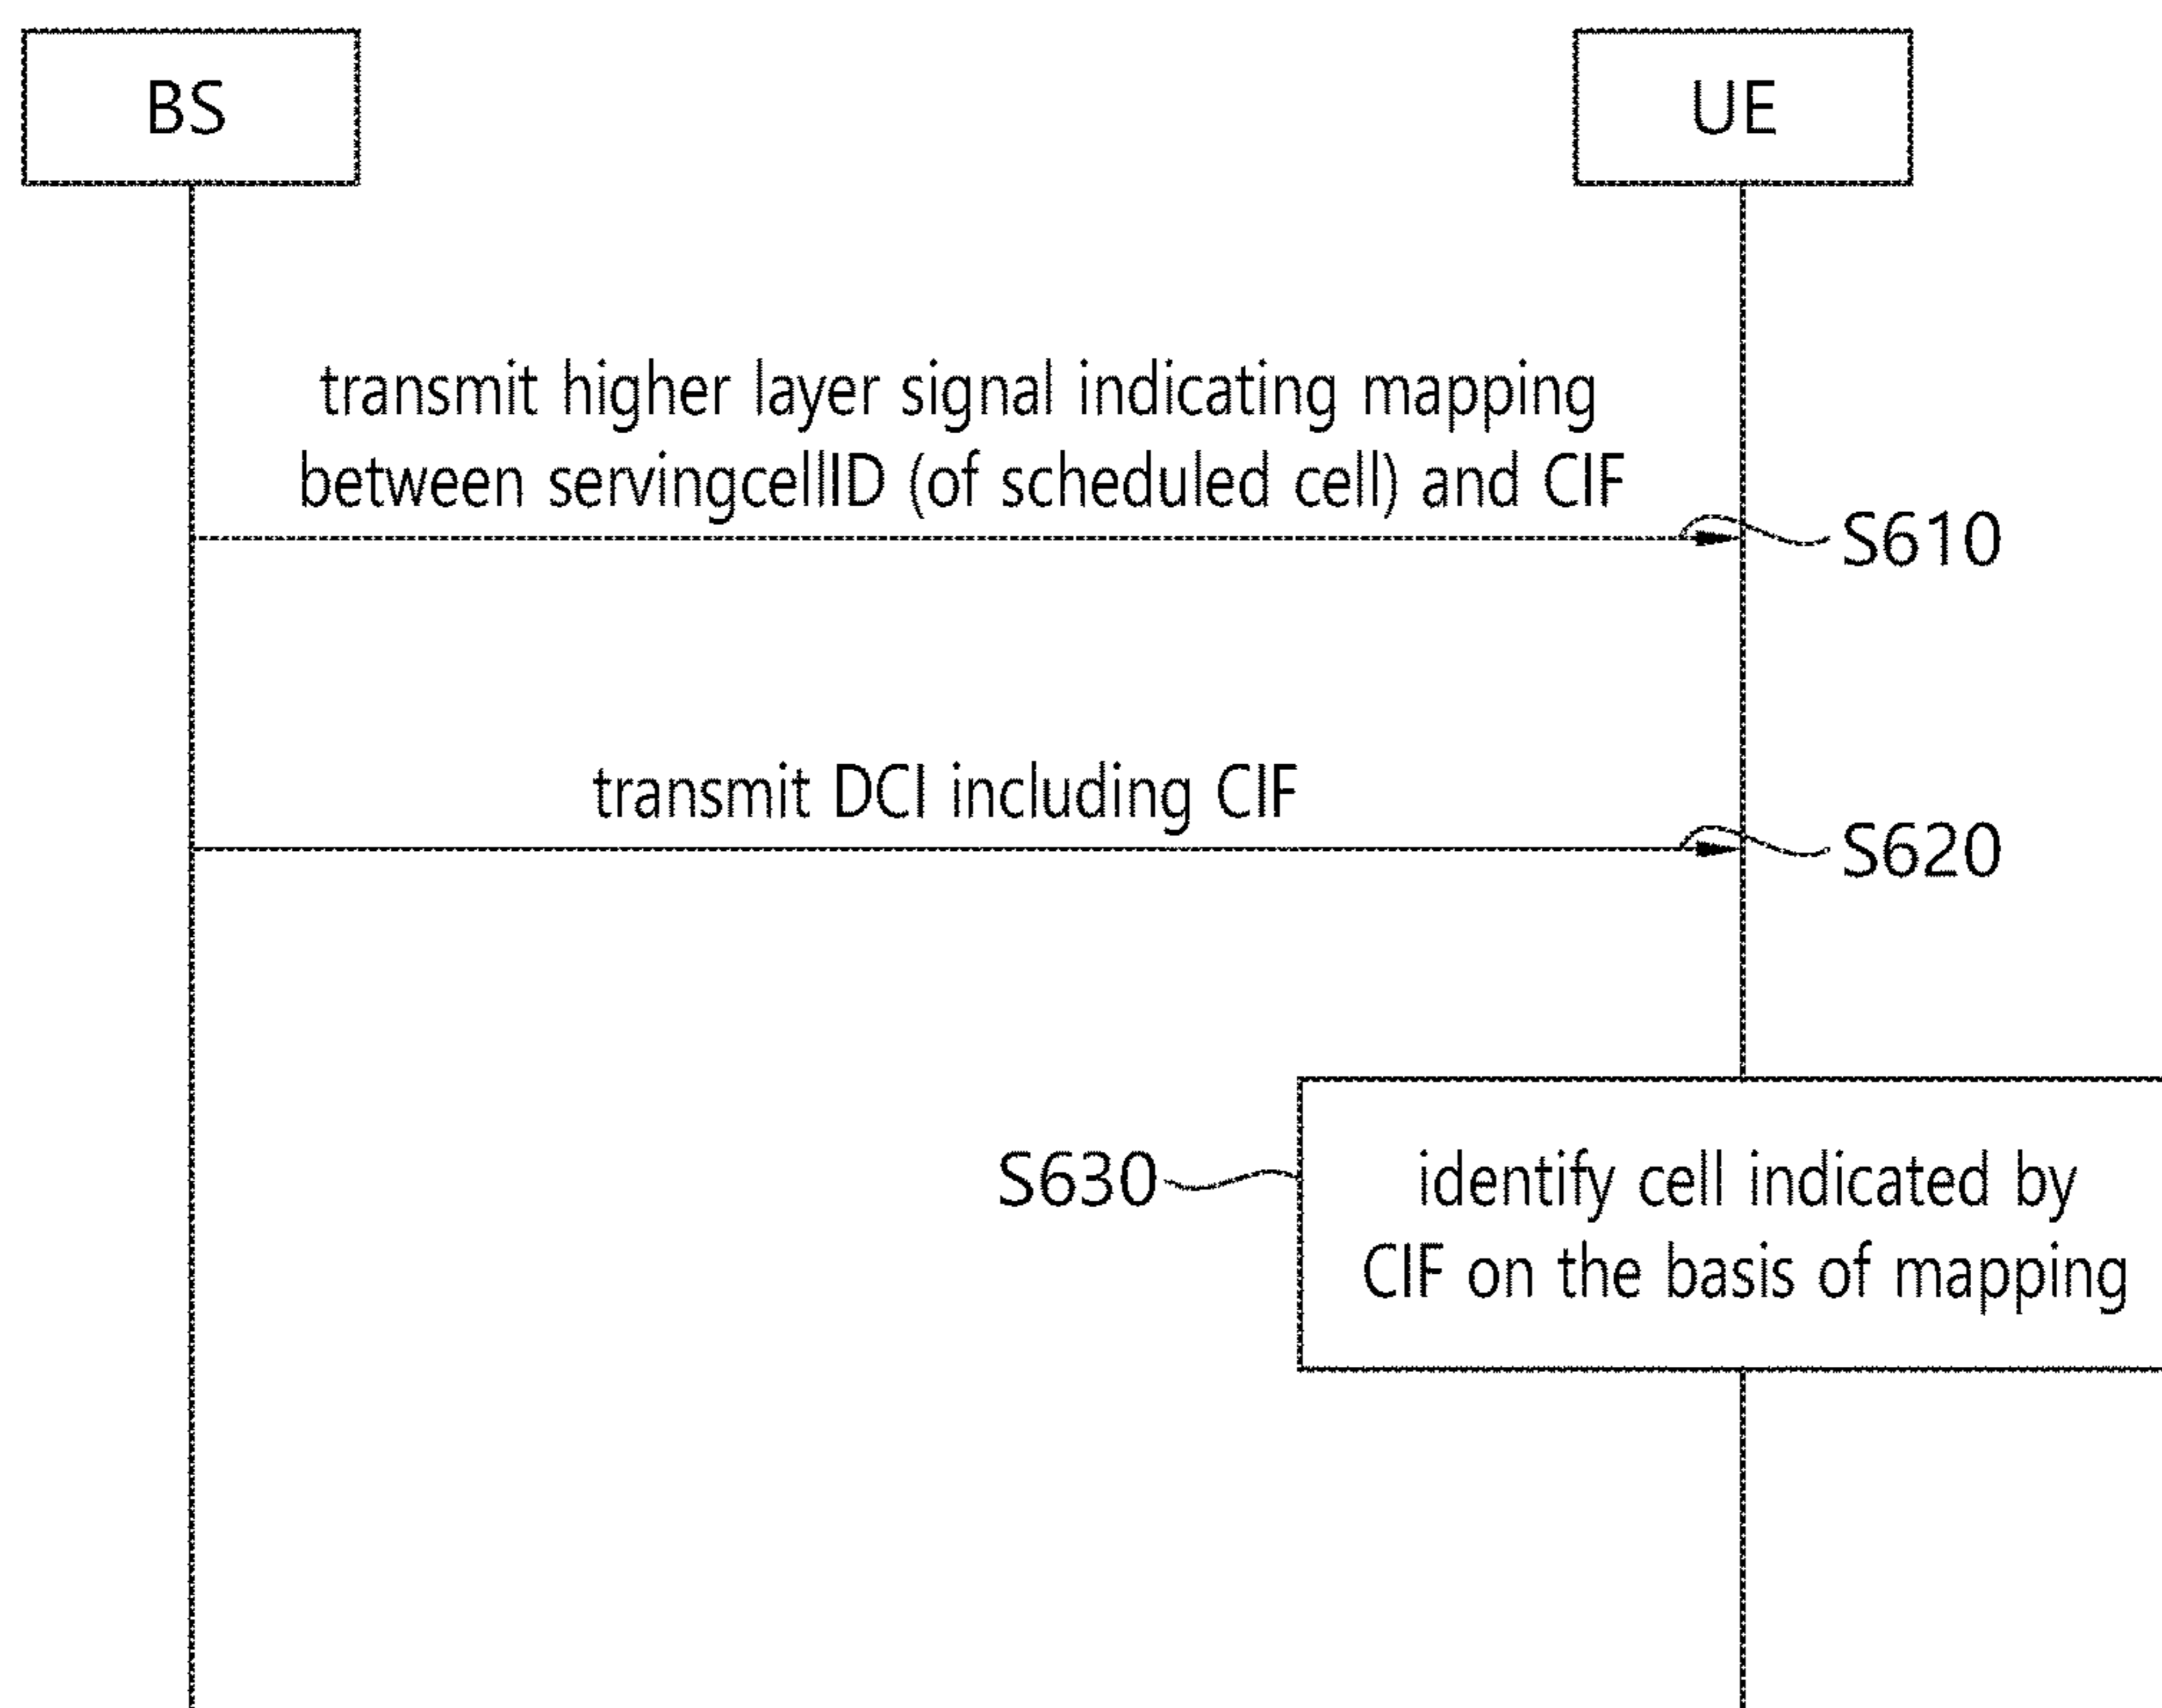 BS
UE
transmit higher layer signal indicating mapping
between servingcellID (of scheduled cell) and CIF
S610
transmit DCI including CIF
S620
S630
identify cell indicated by
CIF on the basis of mapping